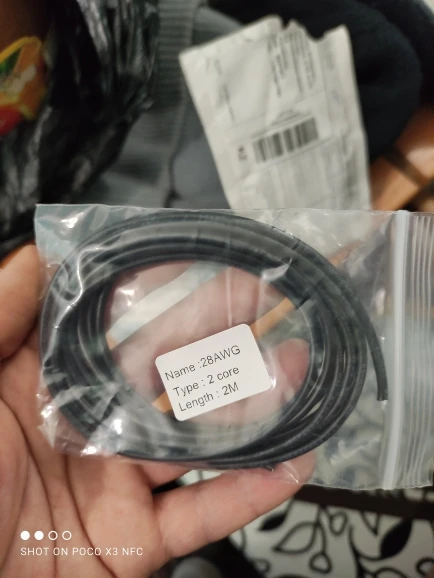 Name :28AWG
Type : 2 core
Length : 2M
SHOT ON POCO X3 NFC